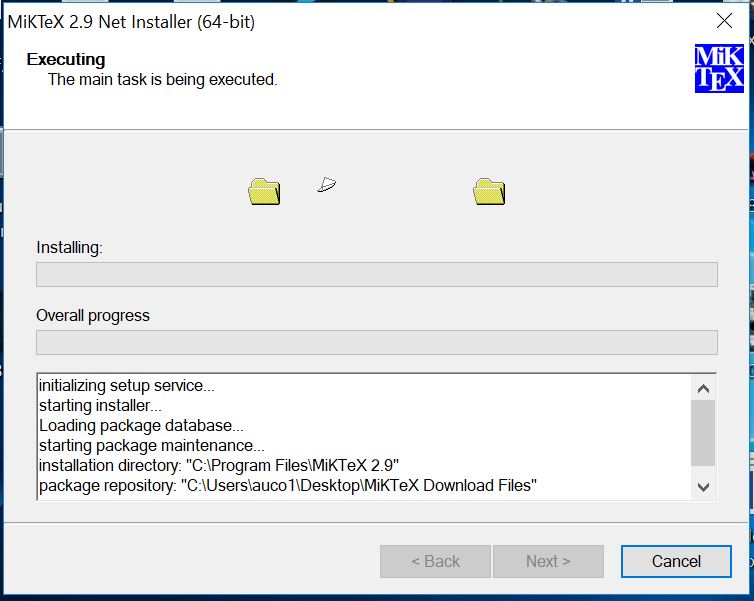 MiKTeX 2.9 Net Installer (64-bit)
Executing
The main task is being executed.
MiK
TEX
Installing:
Overall progress
initializing setup service...
starting installer...
Loading package database...
starting package maintenance...
installation directory: "C:\Program Files\MiKTeX 2.9"
package repository: "C:\Users\auco1\Desktop\MiKTeX Download Files"
< Back
Next >
Cancel